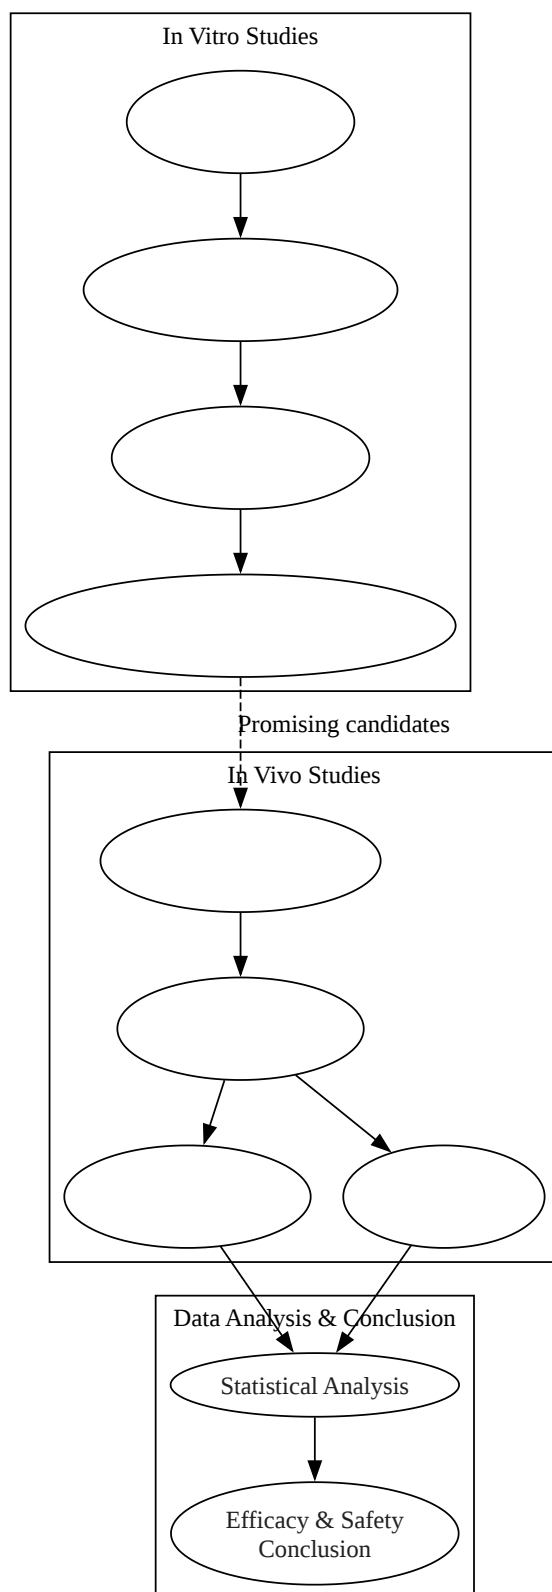 In Vitro Studies
Promising candidates
In Vivo Studies
Data Analysis & Conclusion
Statistical Analysis
Efficacy & Safety
Conclusion